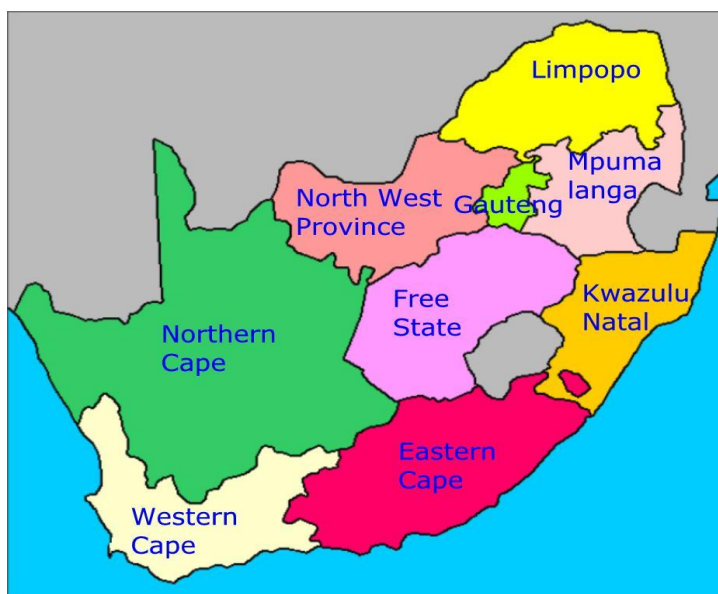 Limpopo
Mpuma
langa
North West
Province
Gauteng
Free
State
Kwazulu
Natal
Northern
Cape
Eastern
Cape
Western
Cape